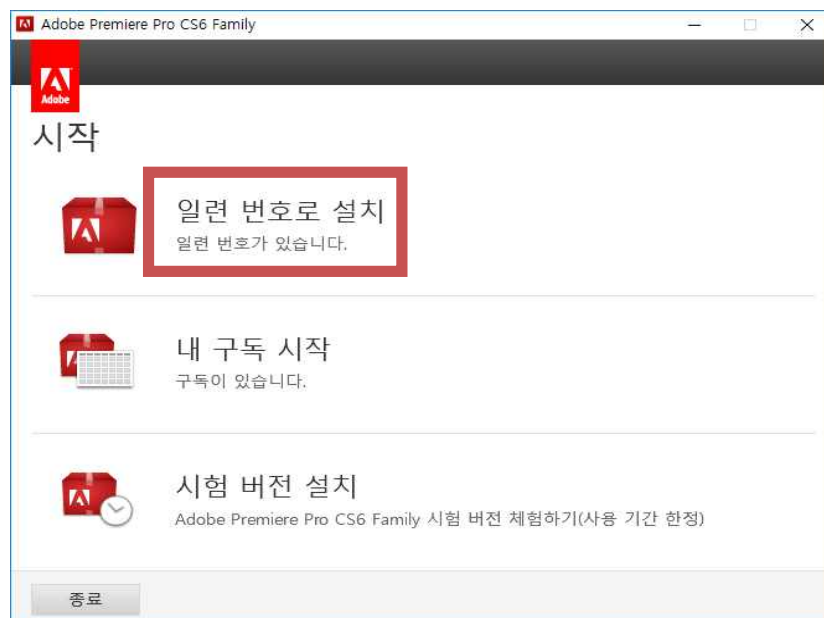 Adobe Premiere Pro CS6 Family
Adobe
시작
일련 번호로 설치
일련 번호가 있습니다.
내 구독 시작
구독이 있습니다.
시험 버전 설치
Adobe Premiere Pro CS6 Family 시험 버전 체험하기(사용 기간 한정)
종료